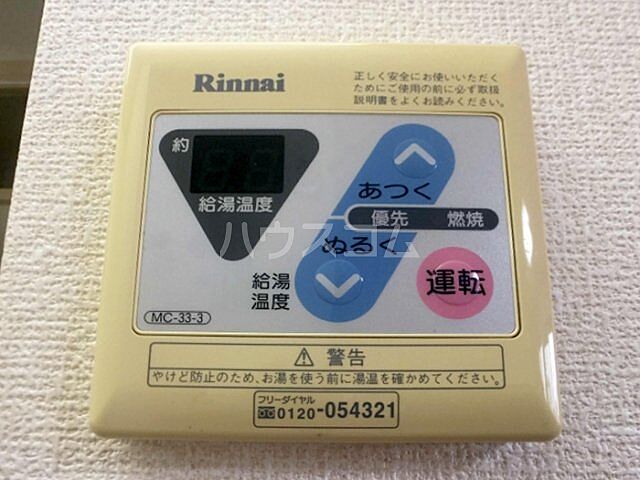 Rinnai
正しく安全にお使いいただく
ためにご使用の前に必ず取扱
説明書をよくお読みください。
約
給湯温度
あつく
優先 燃焼
ハウスコム
ぬるく
給湯
温度
運転
MC-33-3
⚠警告
やけど防止のため、お湯を使う前に湯温を確かめてください。
フリーダイヤル
0120-054321